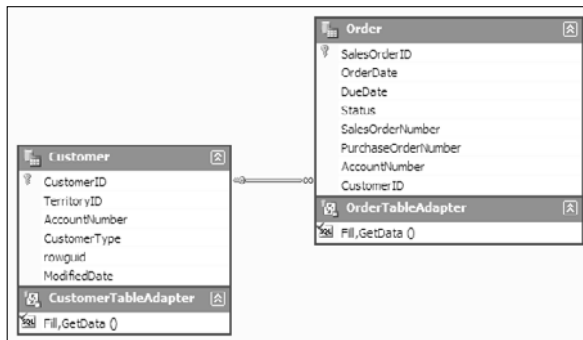 Order
SalesOrderID
OrderDate
DueDate
Status
SalesOrderNumber
PurchaseOrderNumber
AccountNumber
CustomerID
OrderTableAdapter
Fill,GetData ()
Customer
CustomerID
TerritoryID
AccountNumber
CustomerType
rowguid
ModifiedDate
CustomerTableAdapter
Fill,GetData ()